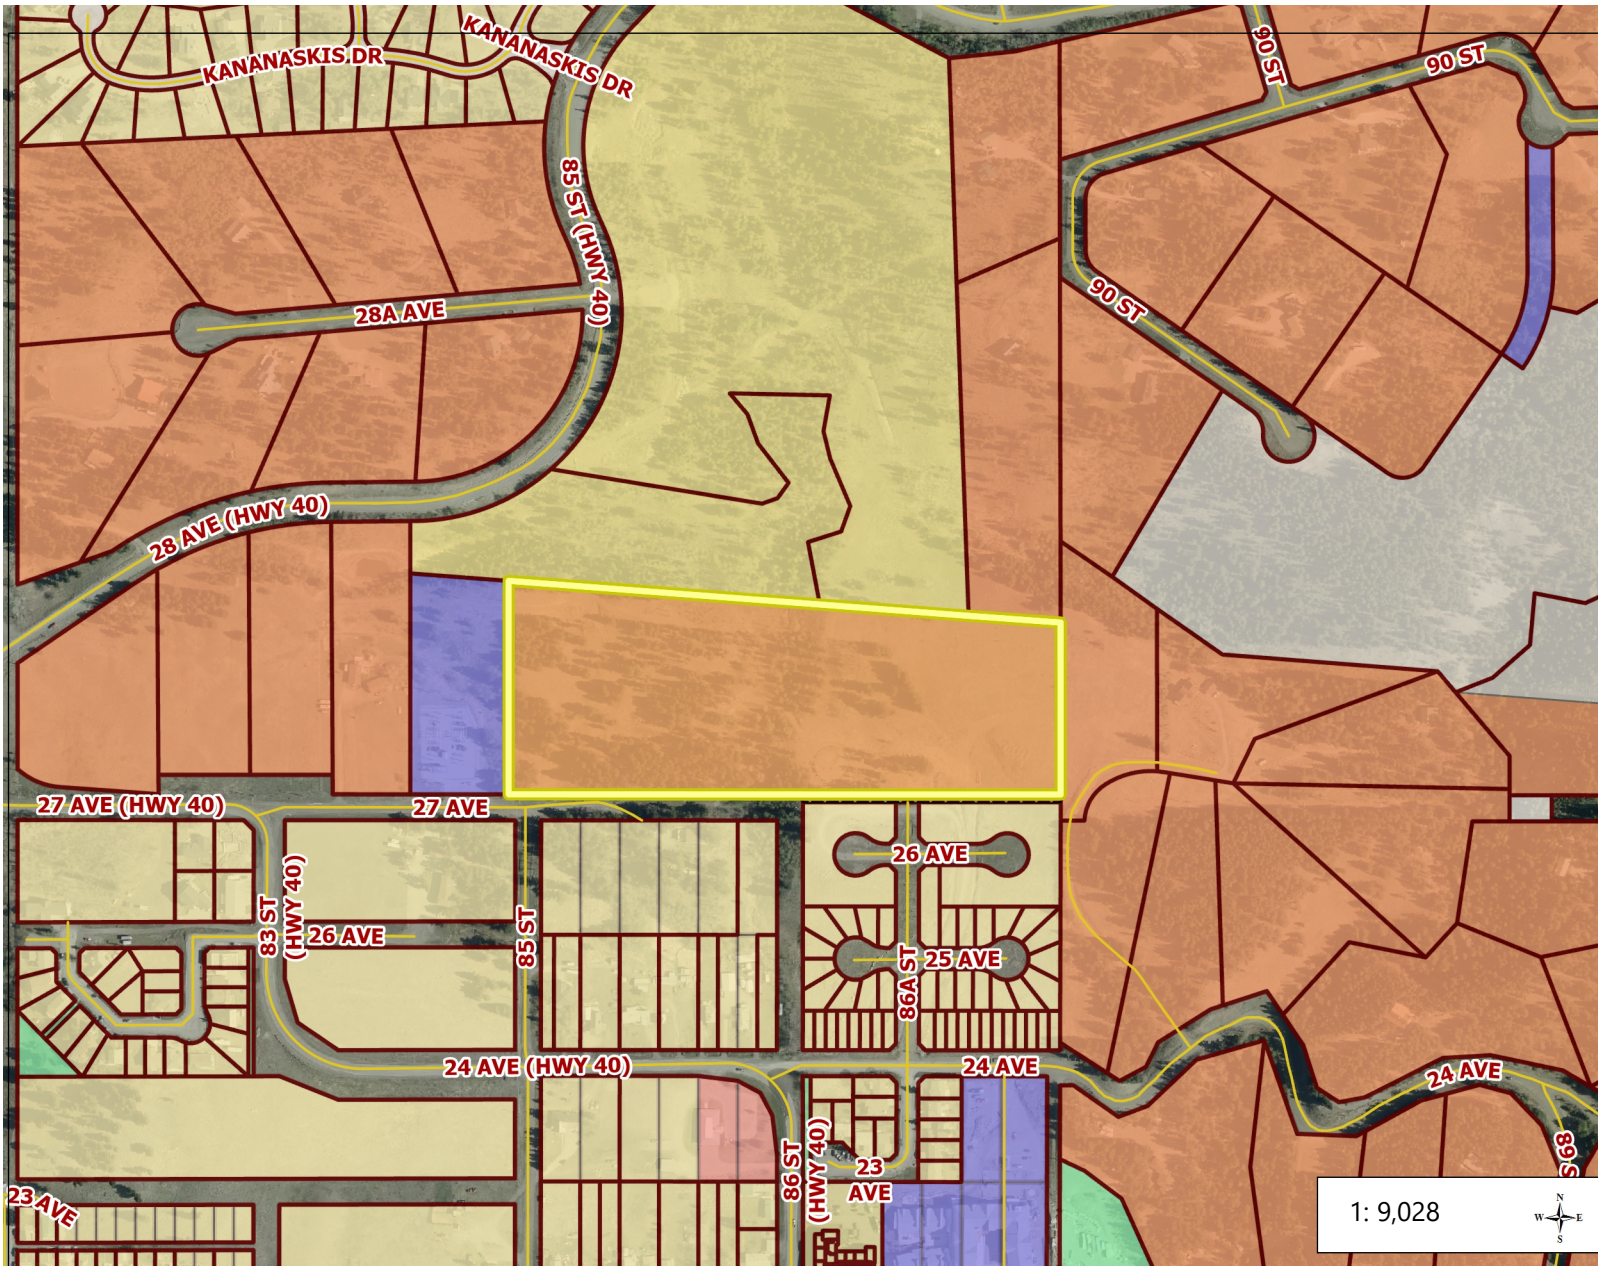 KANANASKIS DR
KANANASKIS DR
90 ST
90 ST
85 ST (HWY 40)
28A AVE
90 ST
28 AVE (HWY 40)
27 AVE (HWY 40)
27 AVE
26 AVE
83 ST
(HWY 40)
26 AVE
85 ST
86A ST
25 AVE
24 AVE (HWY 40)
24 AVE
24 AVE
86 ST
(HWY 40)
23
AVE
89 S
23 AVE
1: 9,028
N
W
E
S